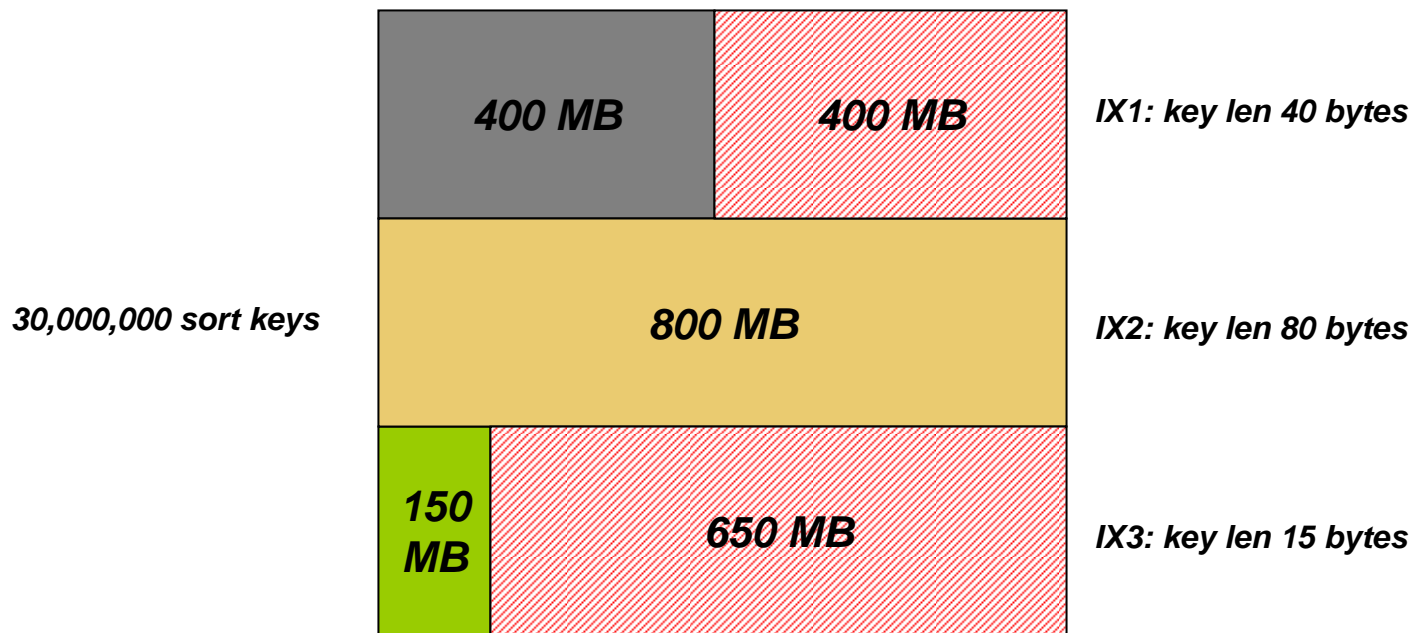 400 MB
400 MB
IX1: key len 40 bytes
30,000,000 sort keys
800 MB
IX2: key len 80 bytes
150
MB
650 MB
IX3: key len 15 bytes